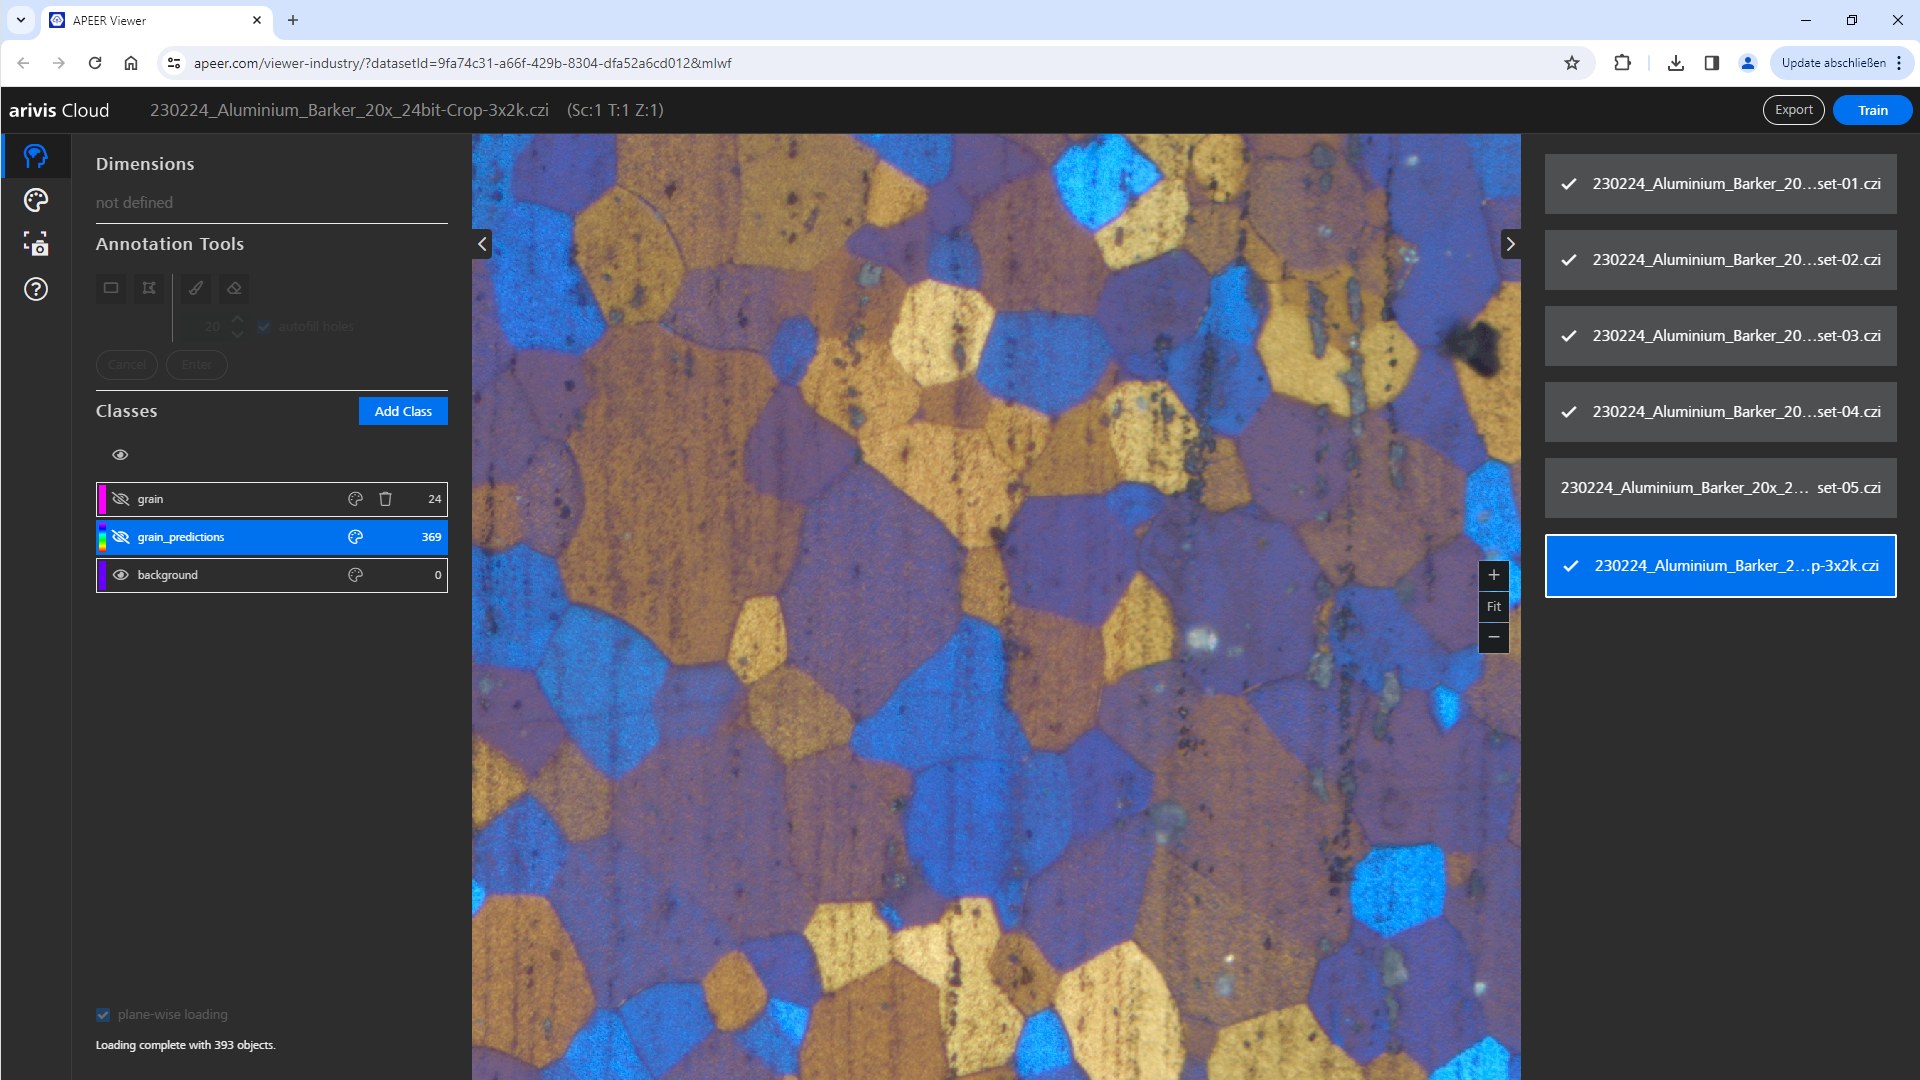 APEER Viewer
apeer.com/viewer-industry/?datasetId=9fa74c31-a66f-429b-8304-dfa52a6cd012&mlwf
Update abschließen
arivis Cloud
230224_Aluminium_Barker_20x_24bit-Crop-3x2k.czi (Sc:1 T:1 Z:1)
Export
Train
Dimensions
not defined
Annotation Tools
20
autofill holes
Cancel
Enter
Classes
Add Class
grain 24
grain_predictions 369
background 0
plane-wise loading
Loading complete with 393 objects.
+
Fit
−
230224_Aluminium_Barker_20...set-01.czi
230224_Aluminium_Barker_20...set-02.czi
230224_Aluminium_Barker_20...set-03.czi
230224_Aluminium_Barker_20...set-04.czi
230224_Aluminium_Barker_20x_2... set-05.czi
230224_Aluminium_Barker_2...p-3x2k.czi